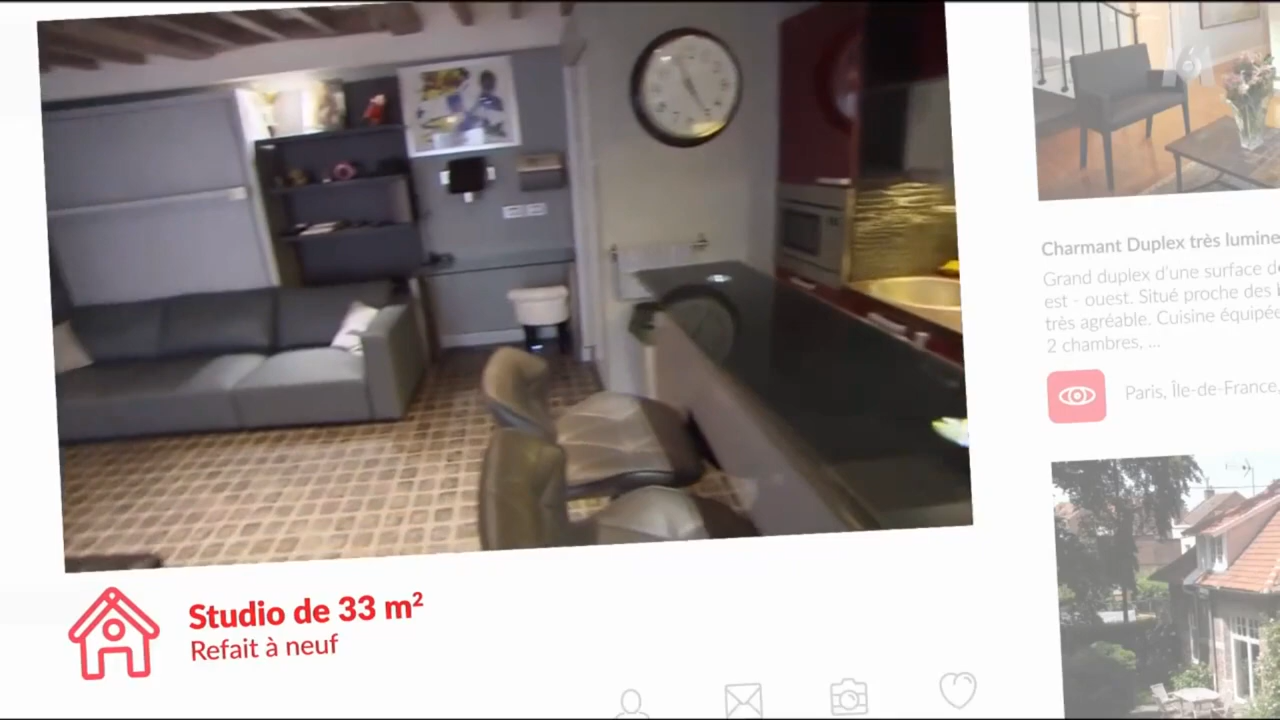 M6
Studio de 33 m²
Refait à neuf
Charmant Duplex très lumine
Grand duplex d'une surface de
est - ouest. Situé proche des
très agréable. Cuisine équipée
2 chambres, ...
Paris, Île-de-France,